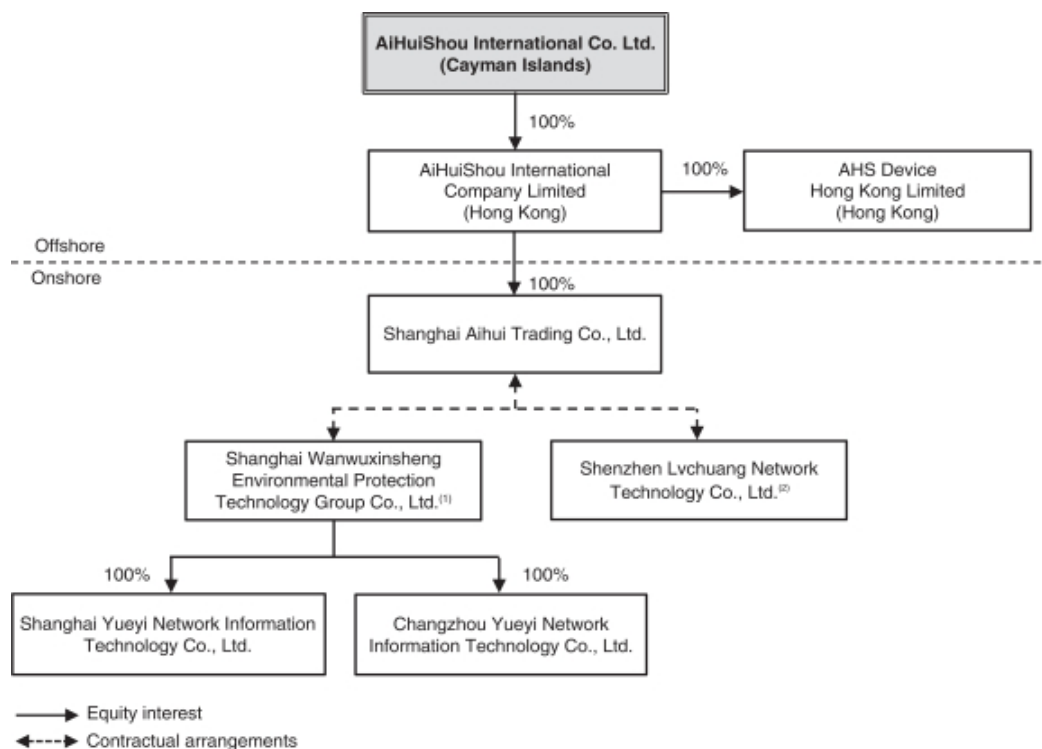 AiHuiShou International Co. Ltd.
(Cayman Islands)
100%
AiHuiShou International
Company Limited
(Hong Kong)
100%
AHS Device
Hong Kong Limited
(Hong Kong)
Offshore
Onshore
100%
Shanghai Aihui Trading Co., Ltd.
Shanghai Wanwuxinsheng
Environmental Protection
Technology Group Co., Ltd.(1)
Shenzhen Lvchuang Network
Technology Co., Ltd.(2)
100%
100%
Shanghai Yueyi Network Information
Technology Co., Ltd.
Changzhou Yueyi Network
Information Technology Co., Ltd.
Equity interest
Contractual arrangements